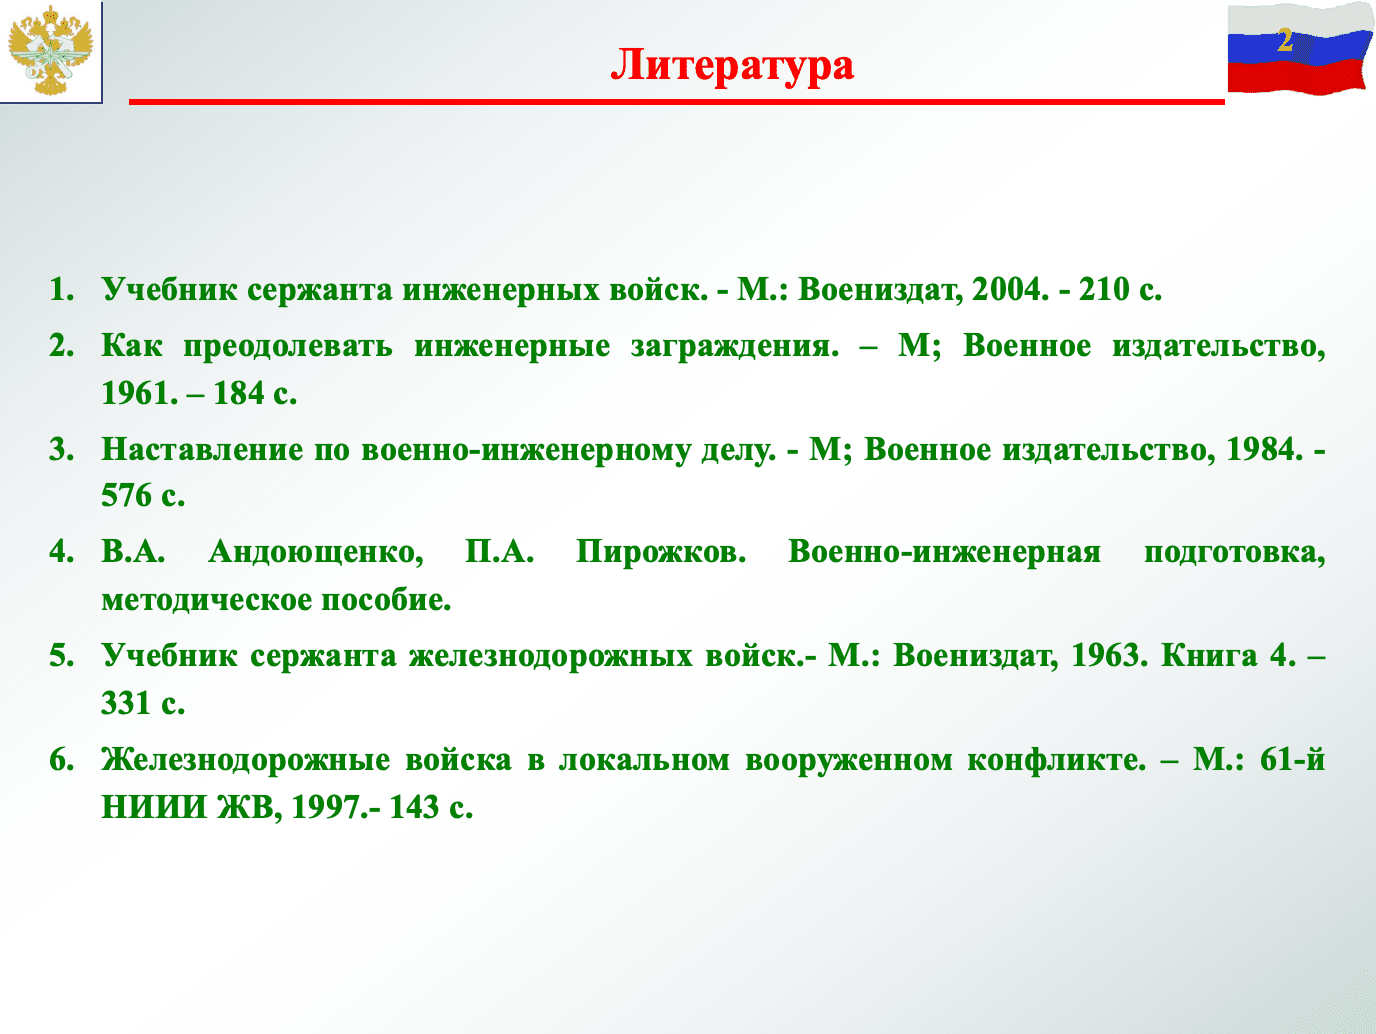 Литература
2
1. Учебник сержанта инженерных войск. - М.: Воениздат, 2004. - 210 с.
2. Как преодолевать инженерные заграждения. – М; Военное издательство,
1961. – 184 с.
3. Наставление по военно-инженерному делу. - М; Военное издательство, 1984. -
576 с.
4. В.А. Андоющенко, П.А. Пирожков. Военно-инженерная подготовка,
методическое пособие.
5. Учебник сержанта железнодорожных войск.- М.: Воениздат, 1963. Книга 4. –
331 с.
6. Железнодорожные войска в локальном вооруженном конфликте. – М.: 61-й
НИИИ ЖВ, 1997.- 143 с.